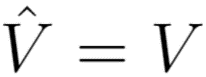 V̂ = V